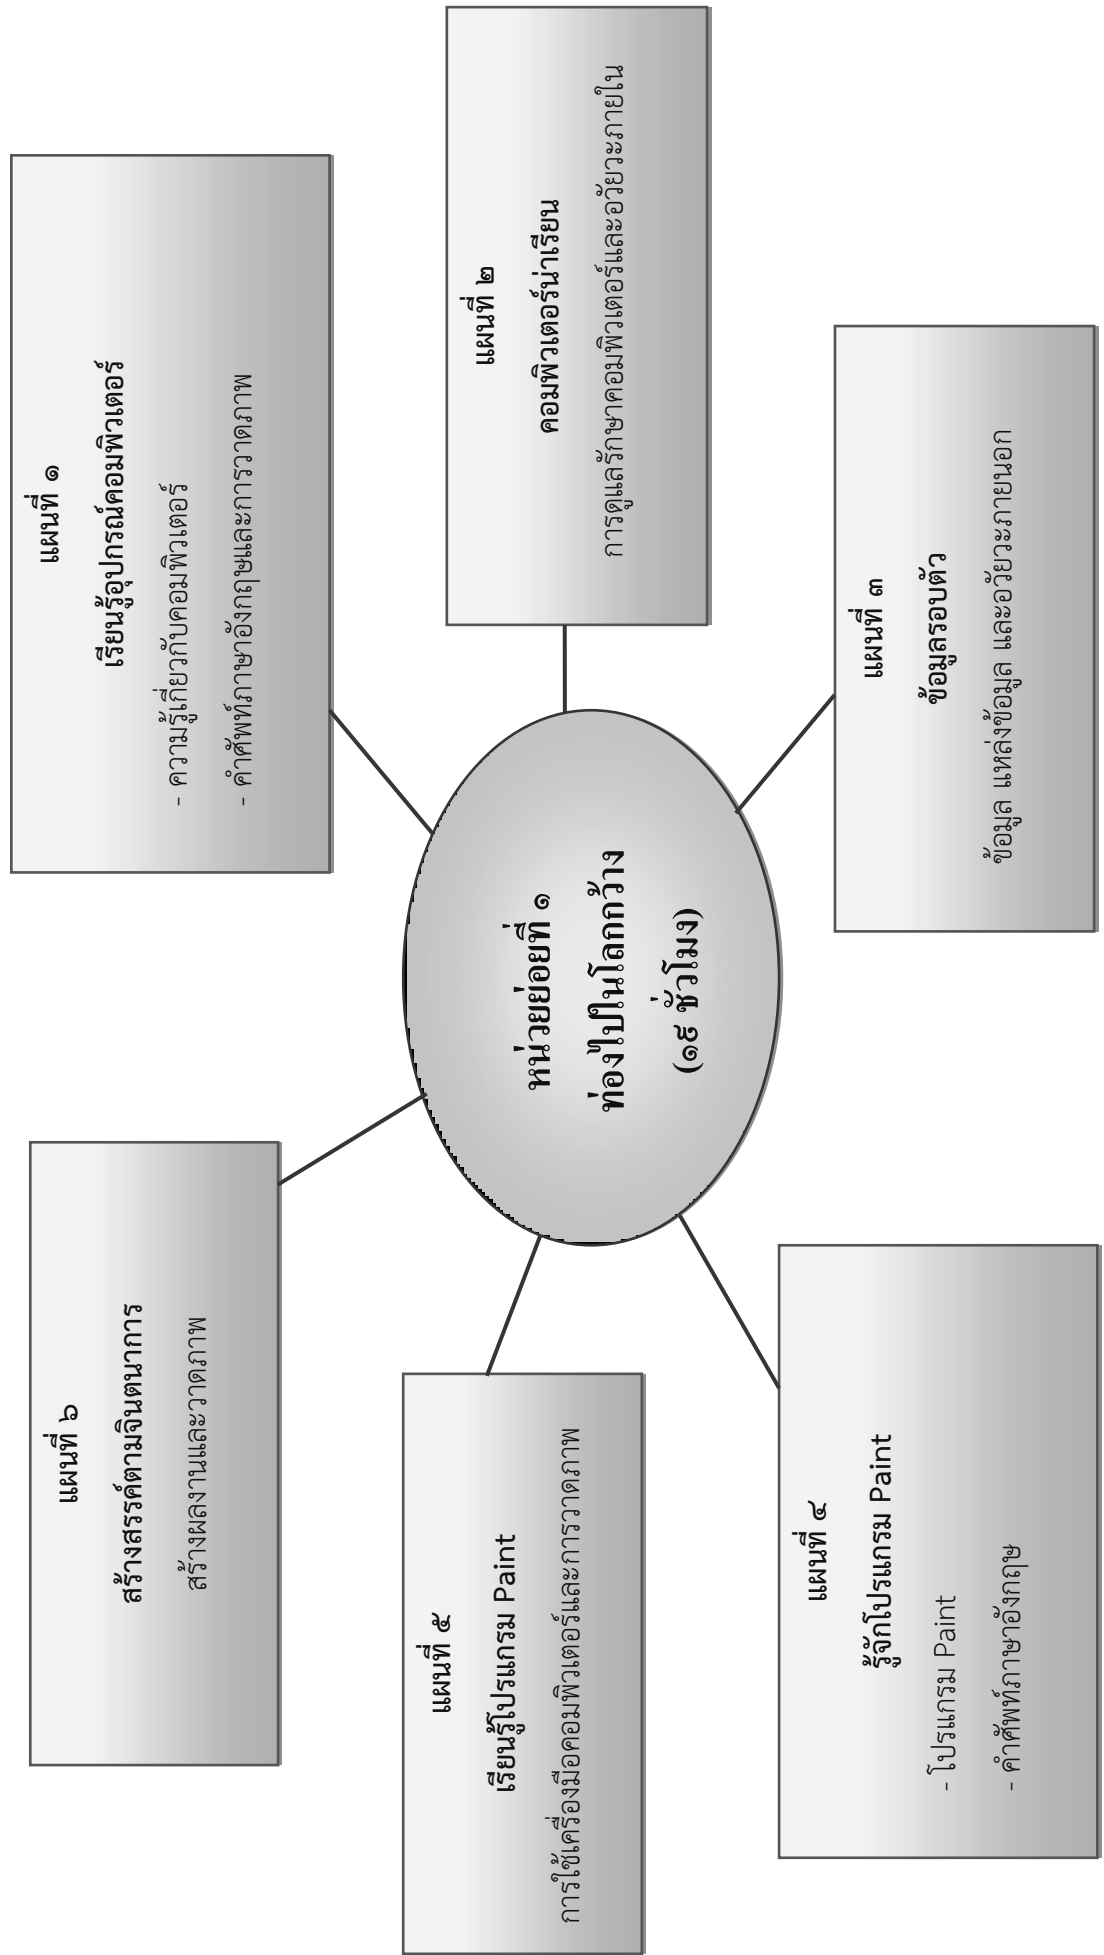 แผนที่ ๑
เรียนรู้อุปกรณ์คอมพิวเตอร์
- ความรู้เกี่ยวกับคอมพิวเตอร์
- คำศัพท์ภาษาอังกฤษและการวาดภาพ
แผนที่ ๒
คอมพิวเตอร์น่าเรียน
การดูแลรักษาคอมพิวเตอร์และอวัยวะภายใน
แผนที่ ๓
ข้อมูลรอบตัว
ข้อมูล แหล่งข้อมูล และอวัยวะภายนอก
แผนที่ ๔
รู้จักโปรแกรม Paint
- โปรแกรม Paint
- คำศัพท์ภาษาอังกฤษ
แผนที่ ๕
เรียนรู้โปรแกรม Paint
การใช้เครื่องมือคอมพิวเตอร์และการวาดภาพ
แผนที่ ๖
สร้างสรรค์ตามจินตนาการ
สร้างผลงานและวาดภาพ
หน่วยย่อยที่ ๑
ท่องไปในโลกกว้าง
(๑๕ ชั่วโมง)